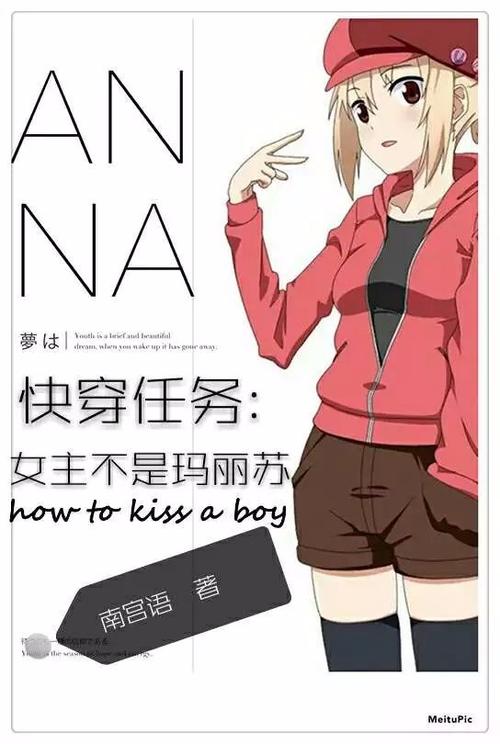 AN
NA
夢は
Youth is a brief and beautiful
dream, when you wake up it has gone away.
快穿任务:
女主不是玛丽苏
how to kiss a boy
南宫语 著
Youth is the season of hope and energy.
MeituPic